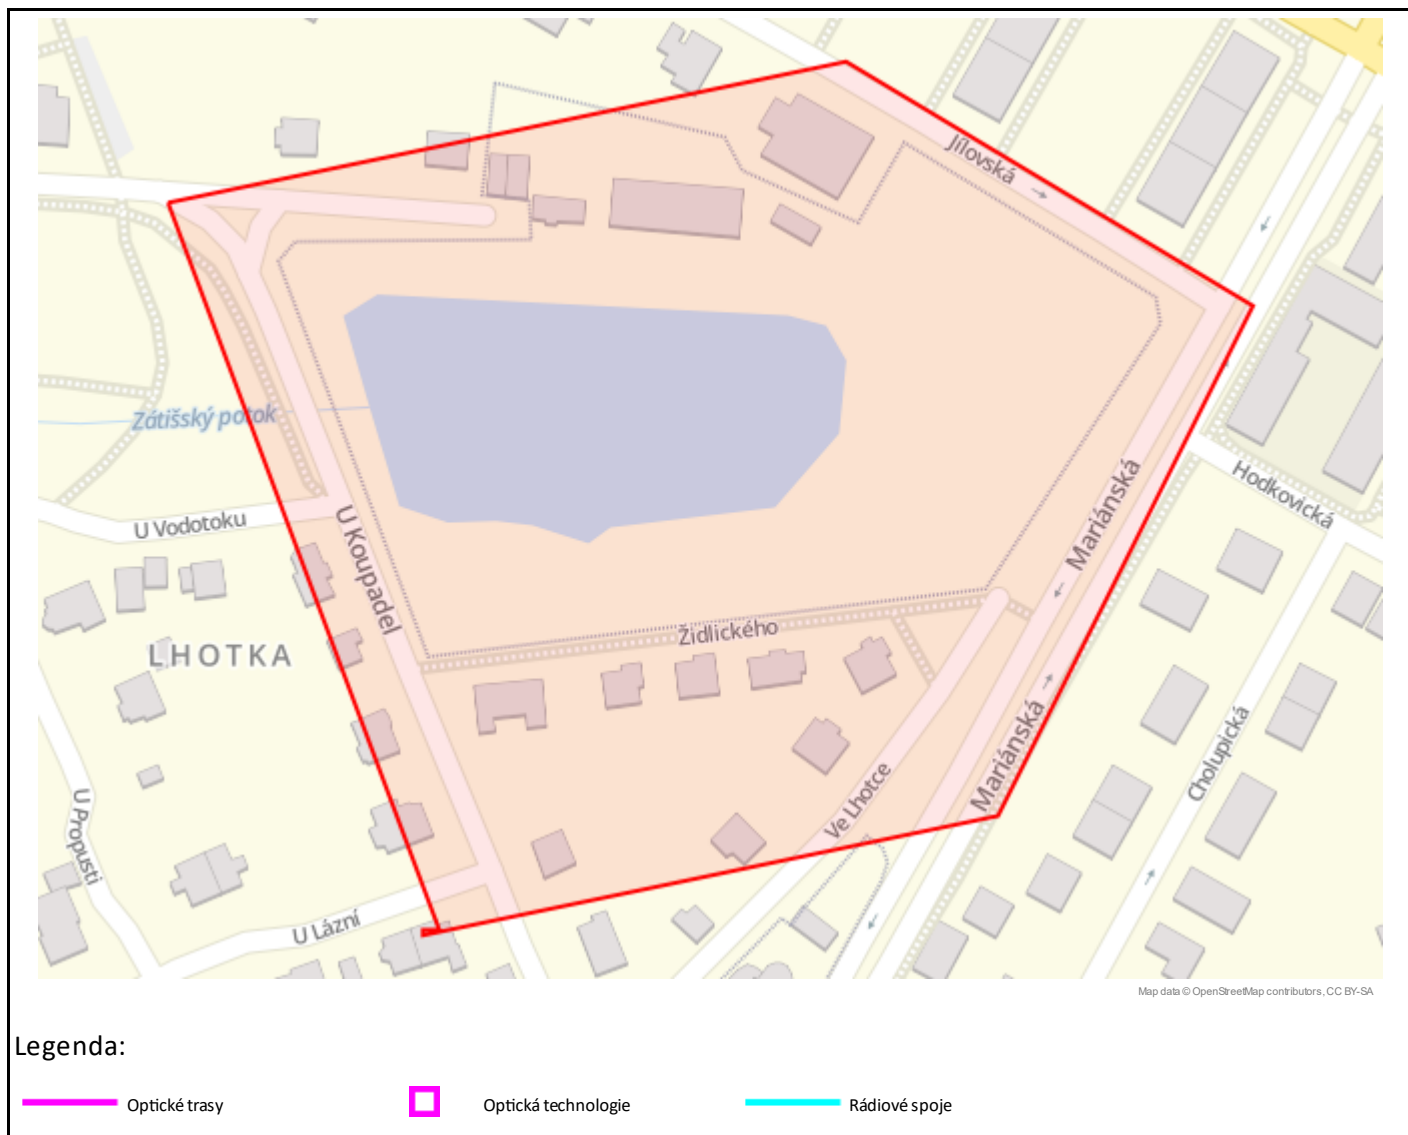 Jílovská
Zátišský potok
Hodkovická
U Vodotoku
U Koupadel
Mariánská
Židlického
LHOTKA
Mariánská
Cholupická
U Propusti
Ve Lhotce
U Lázní
Map data © OpenStreetMap contributors, CC BY-SA
Legenda:
Optické trasy
Optická technologie
Rádiové spoje